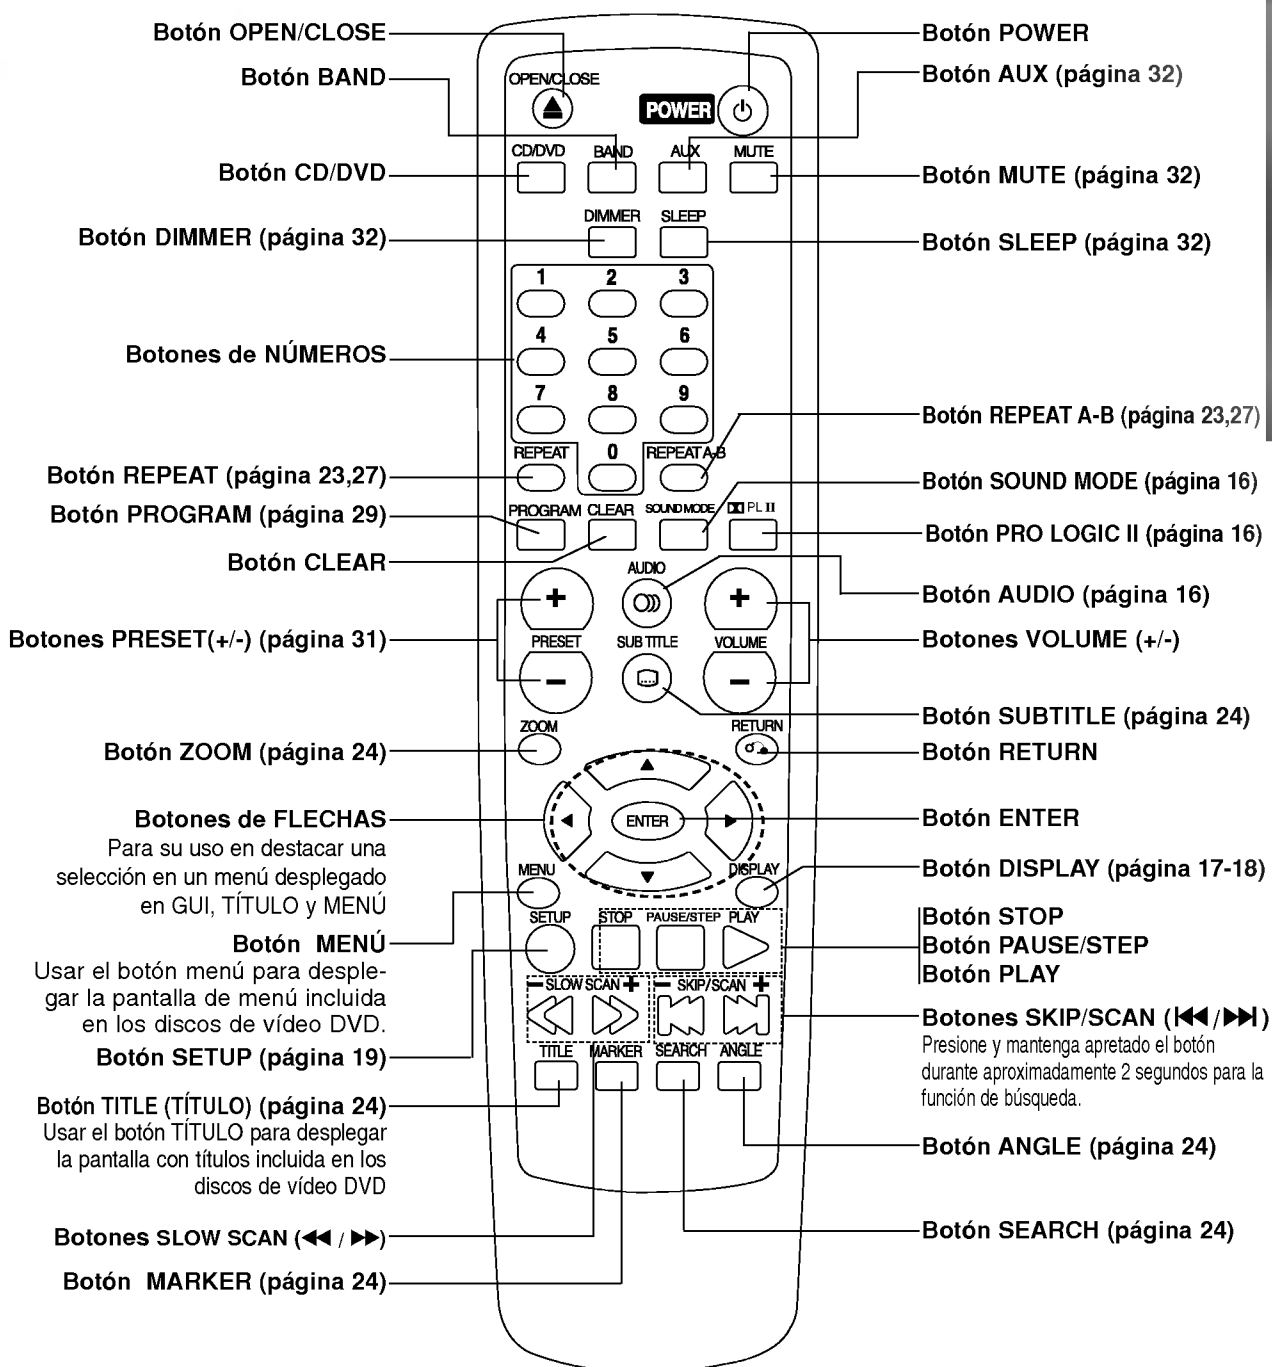 Botón OPEN/CLOSE
Botón BAND
Botón CD/DVD
Botón DIMMER (página 32)
Botones de NÚMEROS
Botón REPEAT (página 23,27)
Botón PROGRAM (página 29)
Botón CLEAR
Botones PRESET(+/-) (página 31)
Botón ZOOM (página 24)
Botones de FLECHAS
Para su uso en destacar una
selección en un menú desplegado
en GUI, TÍTULO y MENÚ
Botón MENÚ
Usar el botón menú para desple-
gar la pantalla de menú incluida
en los discos de vídeo DVD.
Botón SETUP (página 19)
Botón TITLE (TÍTULO) (página 24)
Usar el botón TÍTULO para desplegar
la pantalla con títulos incluida en los
discos de vídeo DVD
Botones SLOW SCAN (◀◀ / ▶▶)
Botón MARKER (página 24)
OPEN/CLOSE
POWER
CD/DVD BAND AUX MUTE
DIMMER SLEEP
1 2 3
4 5 6
7 8 9
REPEAT 0 REPEAT A-B
PROGRAM CLEAR SOUND MODE PL II
AUDIO
+ +
PRESET SUB TITLE VOLUME
- -
ZOOM RETURN
ENTER
MENU DISPLAY
SETUP STOP PAUSE/STEP PLAY
- SLOW SCAN + - SKIP/SCAN +
TITLE MARKER SEARCH ANGLE
Botón POWER
Botón AUX (página 32)
Botón MUTE (página 32)
Botón SLEEP (página 32)
Botón REPEAT A-B (página 23,27)
Botón SOUND MODE (página 16)
Botón PRO LOGIC II (página 16)
Botón AUDIO (página 16)
Botones VOLUME (+/-)
Botón SUBTITLE (página 24)
Botón RETURN
Botón ENTER
Botón DISPLAY (página 17-18)
Botón STOP
Botón PAUSE/STEP
Botón PLAY
Botones SKIP/SCAN (|◀◀/▶▶|)
Presione y mantenga apretado el botón
durante aproximadamente 2 segundos para la
función de búsqueda.
Botón ANGLE (página 24)
Botón SEARCH (página 24)